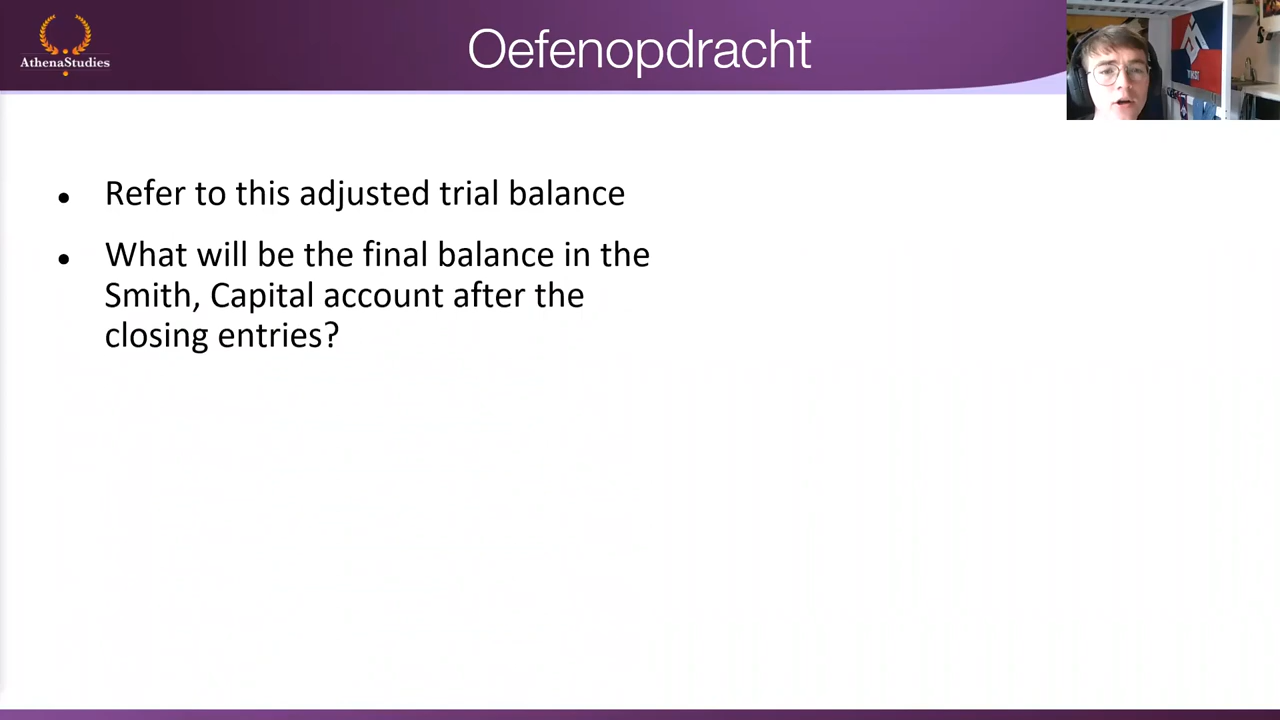 AthenaStudies
Oefenopdracht
Refer to this adjusted trial balance
What will be the final balance in the
Smith, Capital account after the
closing entries?